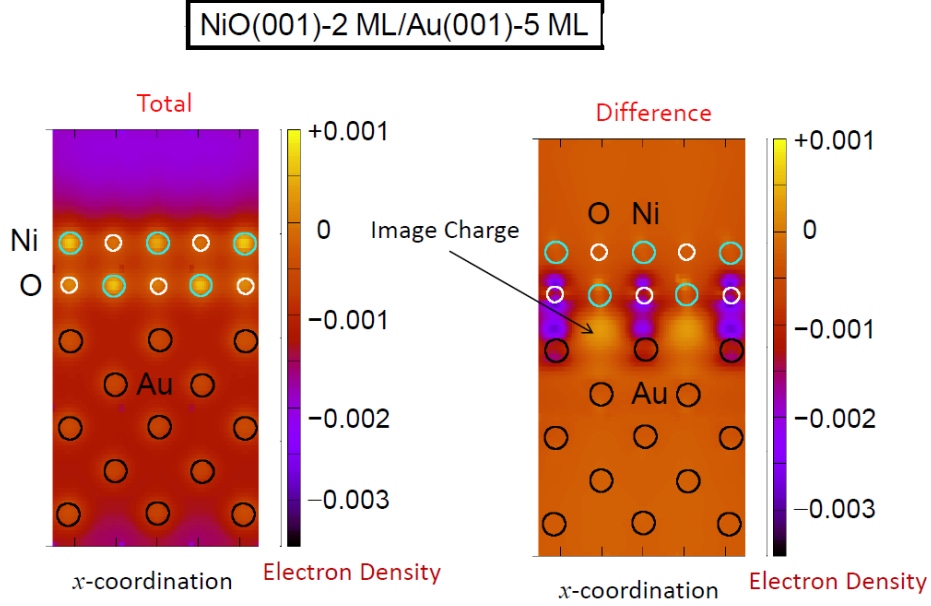 NiO(001)-2 ML/Au(001)-5 ML
Total
+0.001
0
−0.001
−0.002
−0.003
Ni
O
Au
x-coordination
Electron Density
Difference
+0.001
0
−0.001
−0.002
−0.003
O Ni
Image Charge
Au
x-coordination
Electron Density